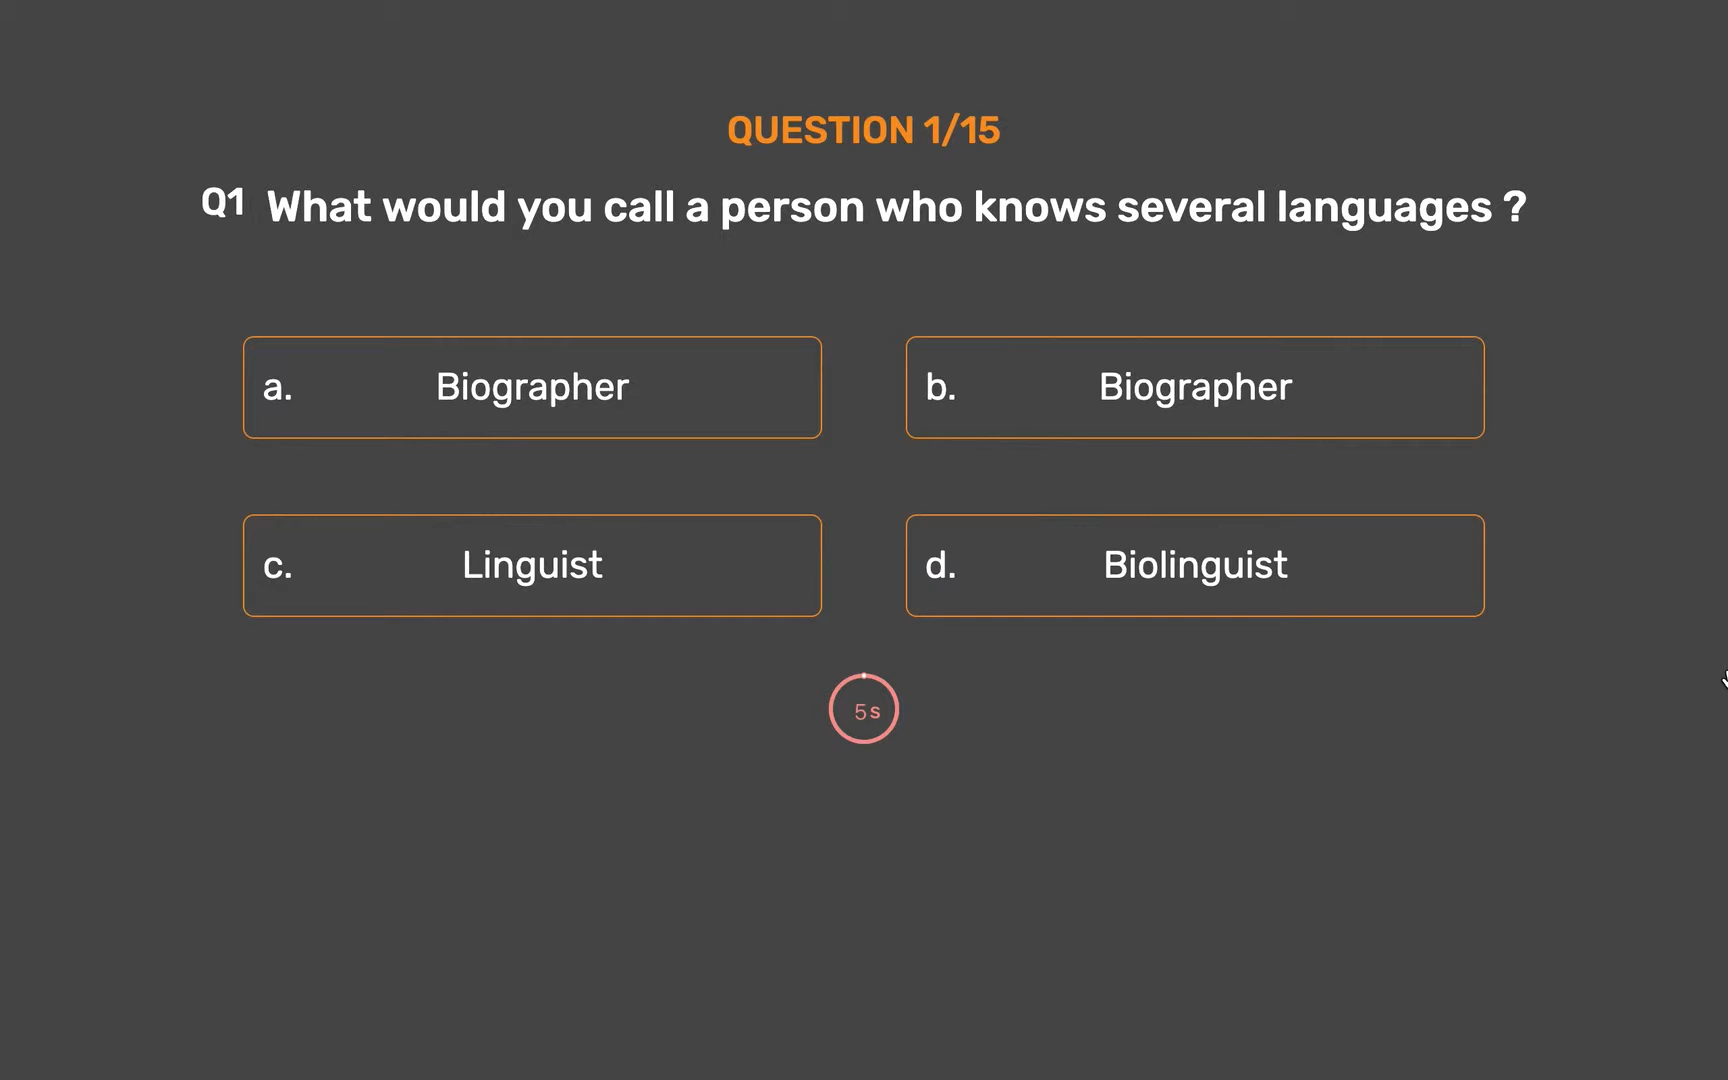 QUESTION 1/15
Q1 What would you call a person who knows several languages ?
a. Biographer
b. Biographer
c. Linguist
d. Biolinguist
5s